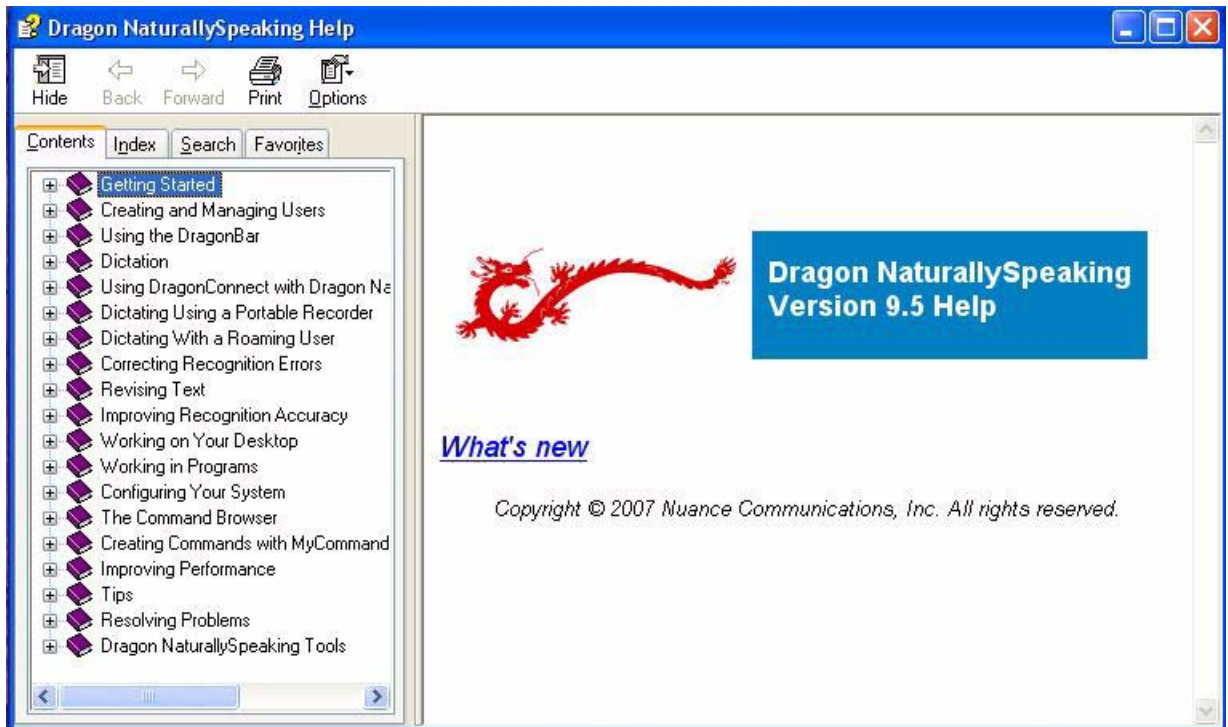 Dragon NaturallySpeaking Help
Hide Back Forward Print Options
Contents Index Search Favorites
Getting Started
Creating and Managing Users
Using the DragonBar
Dictation
Using DragonConnect with Dragon Na
Dictating Using a Portable Recorder
Dictating With a Roaming User
Correcting Recognition Errors
Revising Text
Improving Recognition Accuracy
Working on Your Desktop
Working in Programs
Configuring Your System
The Command Browser
Creating Commands with MyCommand
Improving Performance
Tips
Resolving Problems
Dragon NaturallySpeaking Tools
Dragon NaturallySpeaking
Version 9.5 Help
What's new
Copyright © 2007 Nuance Communications, Inc. All rights reserved.